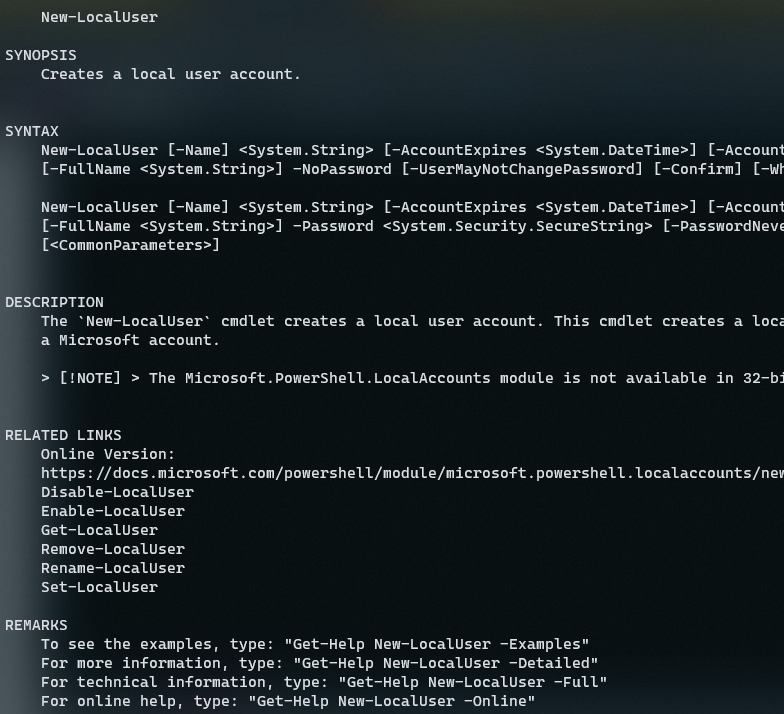 New-LocalUser
SYNOPSIS
Creates a local user account.
SYNTAX
New-LocalUser [-Name] <System.String> [-AccountExpires <System.DateTime>] [-Account
[-FullName <System.String>] -NoPassword [-UserMayNotChangePassword] [-Confirm] [-Wh
New-LocalUser [-Name] <System.String> [-AccountExpires <System.DateTime>] [-Account
[-FullName <System.String>] -Password <System.Security.SecureString> [-PasswordNeve
[<CommonParameters>]
DESCRIPTION
The `New-LocalUser` cmdlet creates a local user account. This cmdlet creates a loca
a Microsoft account.
> [!NOTE] > The Microsoft.PowerShell.LocalAccounts module is not available in 32-bi
RELATED LINKS
Online Version:
https://docs.microsoft.com/powershell/module/microsoft.powershell.localaccounts/new
Disable-LocalUser
Enable-LocalUser
Get-LocalUser
Remove-LocalUser
Rename-LocalUser
Set-LocalUser
REMARKS
To see the examples, type: "Get-Help New-LocalUser -Examples"
For more information, type: "Get-Help New-LocalUser -Detailed"
For technical information, type: "Get-Help New-LocalUser -Full"
For online help, type: "Get-Help New-LocalUser -Online"